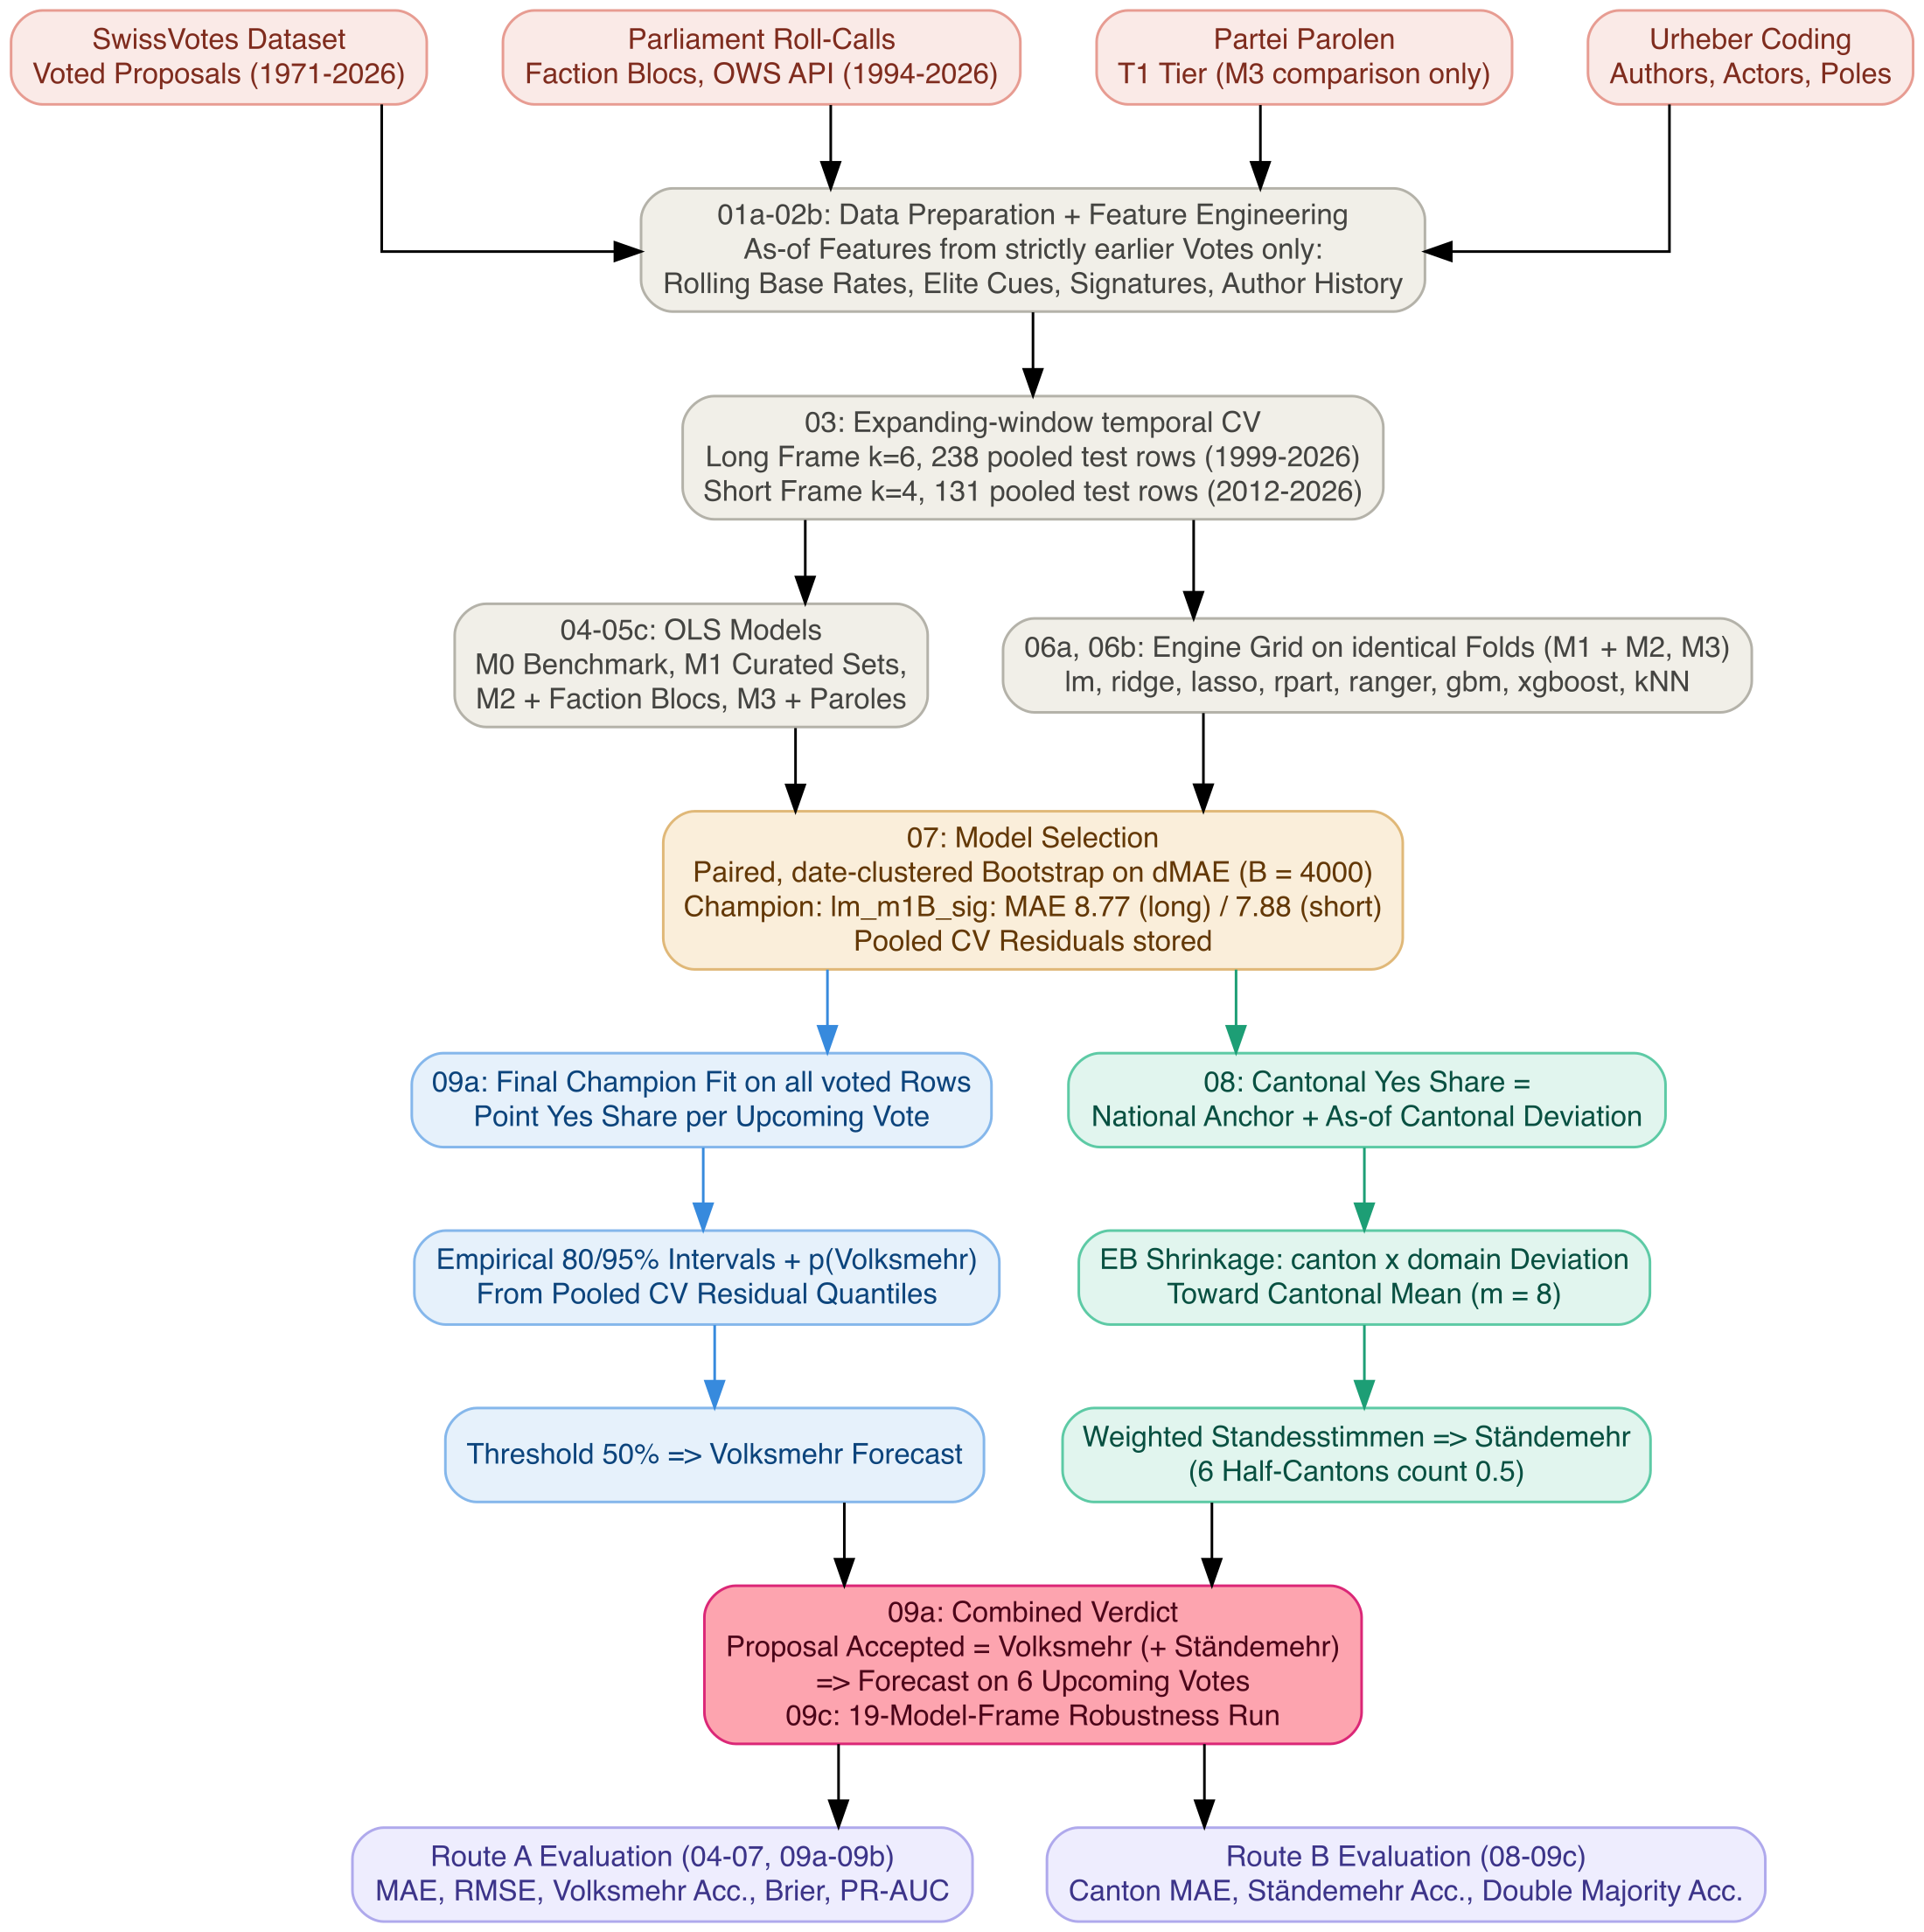 SwissVotes Dataset
Voted Proposals (1971-2026)
Parliament Roll-Calls
Faction Blocs, OWS API (1994-2026)
Partei Parolen
T1 Tier (M3 comparison only)
Urheber Coding
Authors, Actors, Poles
01a-02b: Data Preparation + Feature Engineering
As-of Features from strictly earlier Votes only:
Rolling Base Rates, Elite Cues, Signatures, Author History
03: Expanding-window temporal CV
Long Frame k=6, 238 pooled test rows (1999-2026)
Short Frame k=4, 131 pooled test rows (2012-2026)
04-05c: OLS Models
M0 Benchmark, M1 Curated Sets,
M2 + Faction Blocs, M3 + Paroles
06a, 06b: Engine Grid on identical Folds (M1 + M2, M3)
lm, ridge, lasso, rpart, ranger, gbm, xgboost, kNN
07: Model Selection
Paired, date-clustered Bootstrap on dMAE (B = 4000)
Champion: lm_m1B_sig: MAE 8.77 (long) / 7.88 (short)
Pooled CV Residuals stored
09a: Final Champion Fit on all voted Rows
Point Yes Share per Upcoming Vote
08: Cantonal Yes Share =
National Anchor + As-of Cantonal Deviation
Empirical 80/95% Intervals + p(Volksmehr)
From Pooled CV Residual Quantiles
EB Shrinkage: canton x domain Deviation
Toward Cantonal Mean (m = 8)
Threshold 50% => Volksmehr Forecast
Weighted Standesstimmen => Ständemehr
(6 Half-Cantons count 0.5)
09a: Combined Verdict
Proposal Accepted = Volksmehr (+ Ständemehr)
=> Forecast on 6 Upcoming Votes
09c: 19-Model-Frame Robustness Run
Route A Evaluation (04-07, 09a-09b)
MAE, RMSE, Volksmehr Acc., Brier, PR-AUC
Route B Evaluation (08-09c)
Canton MAE, Ständemehr Acc., Double Majority Acc.